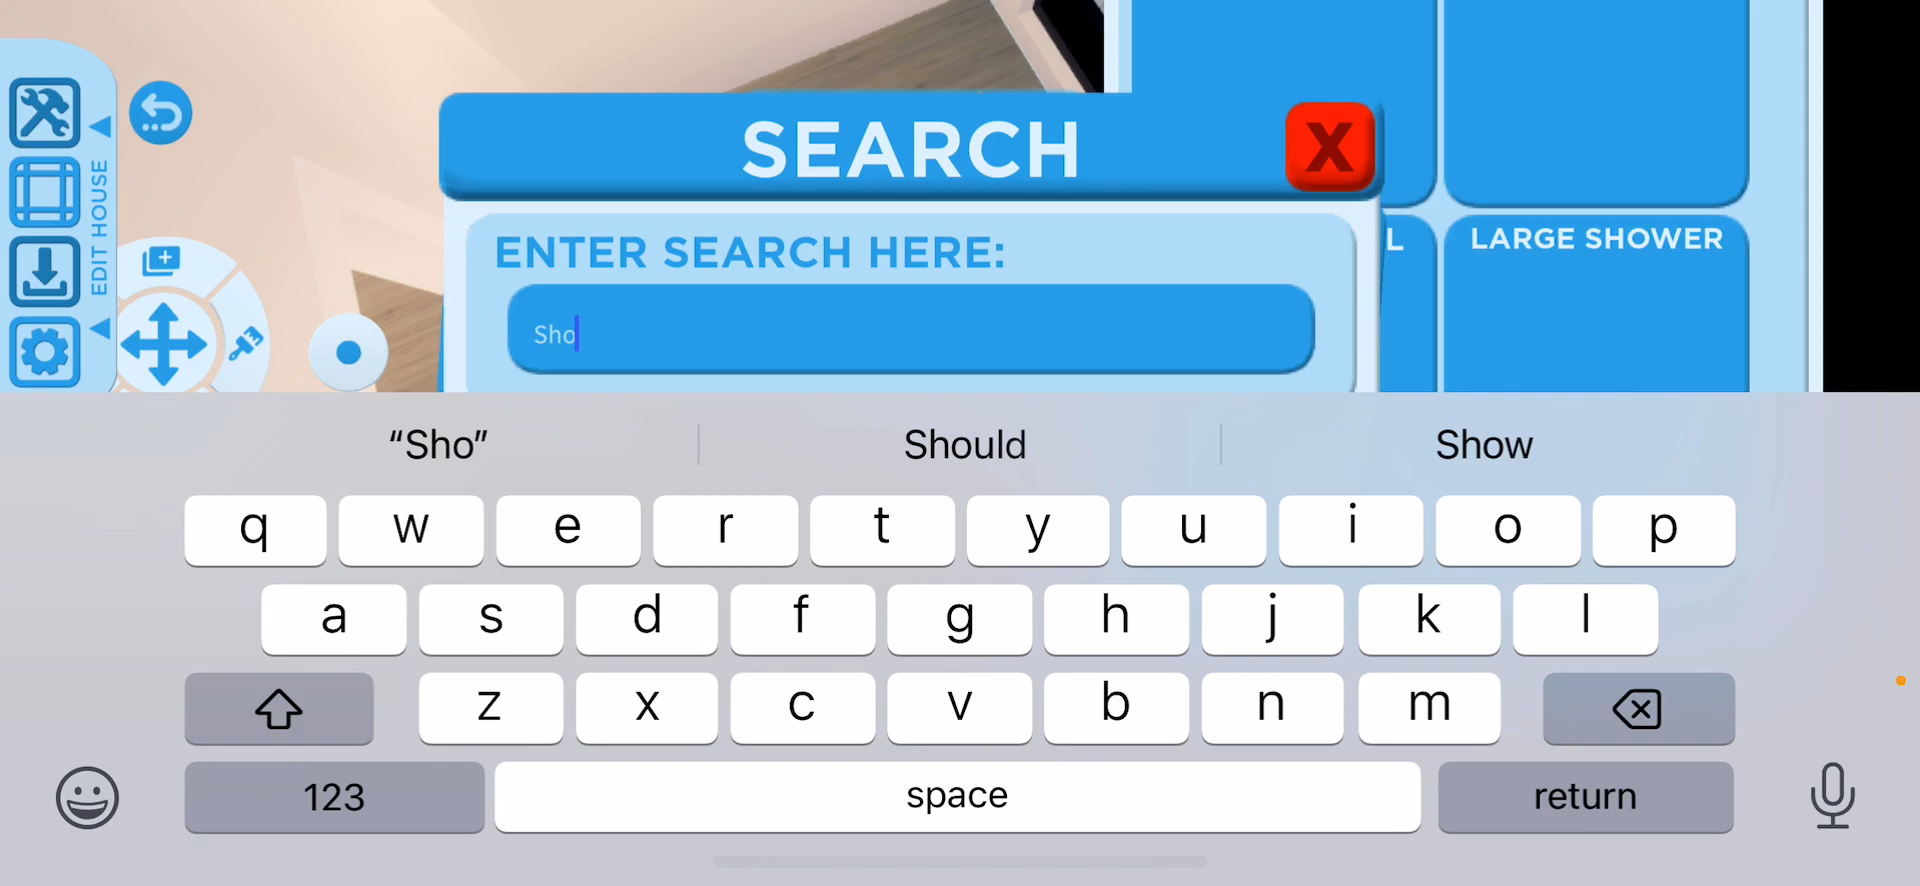 SEARCH
X
ENTER SEARCH HERE:
Sho
EDIT HOUSE
L
LARGE SHOWER
“Sho”
Should
Show
q w e r t y u i o p
a s d f g h j k l
z x c v b n m
123
space
return